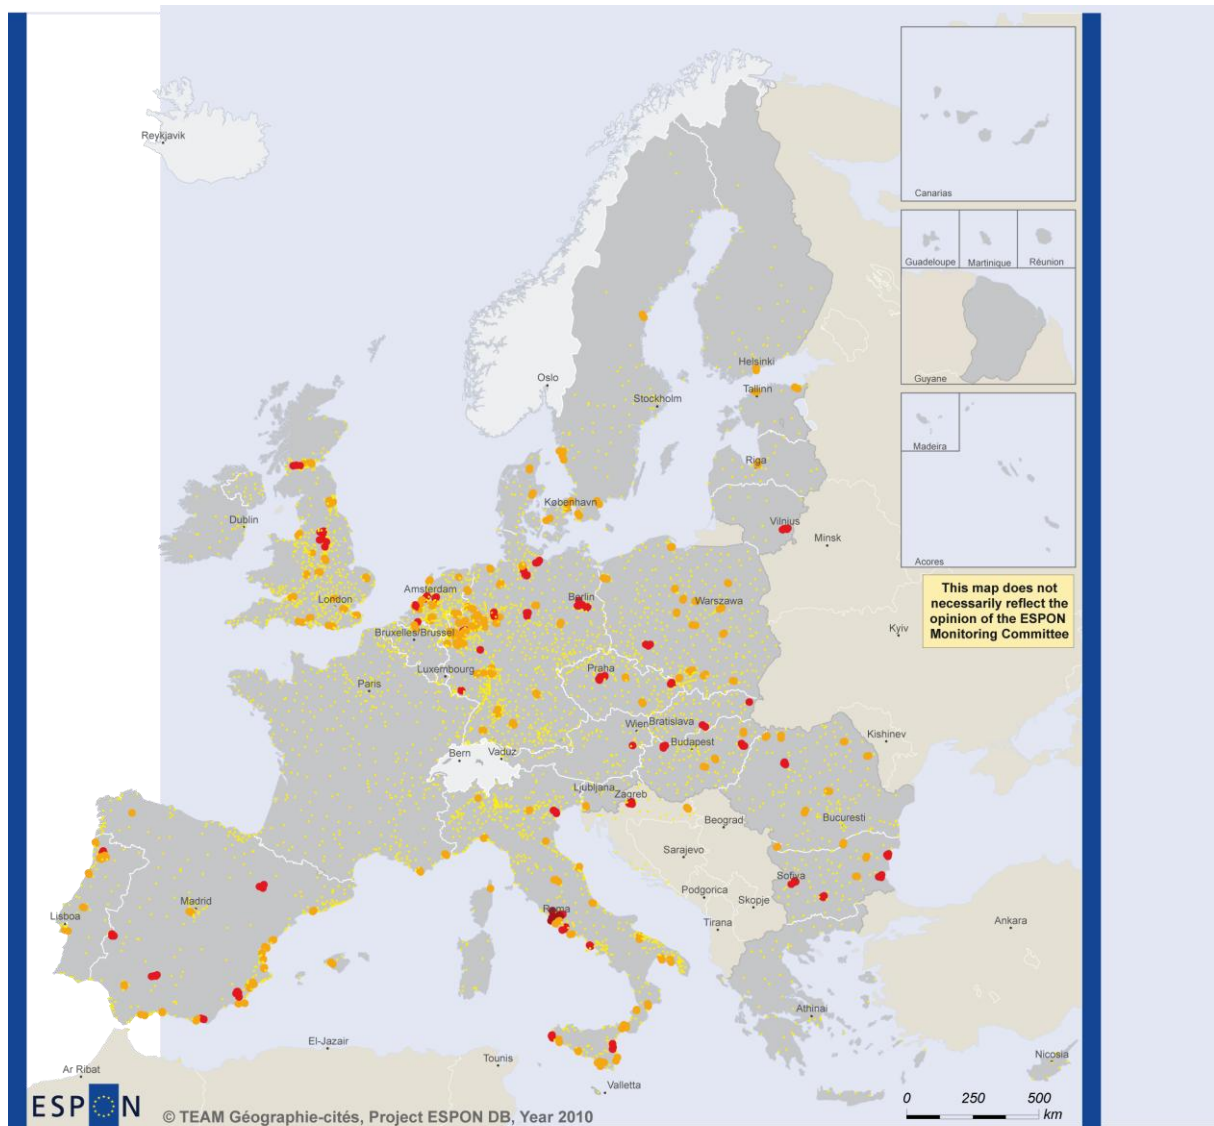 Reykjavik
Canarias
Guadeloupe
Martinique
Réunion
Guyane
Madeira
Acores
This map does not
necessarily reflect the
opinion of the ESPON
Monitoring Committee
Helsinki
Oslo
Tallinn
Stockholm
Riga
København
Dublin
Vilnius
Minsk
Amsterdam
Berlin
London
Warszawa
Bruxelles/Brussel
Kyiv
Luxembourg
Praha
Paris
Wien
Bratislava
Kishinev
Budapest
Bern
Vaduz
Ljubljana
Zagreb
Beograd
Bucuresti
Sarajevo
Sofiya
Podgorica
Skopje
Madrid
Roma
Lisboa
Tirana
Ankara
Athinai
El-Jazair
Tounis
Nicosia
Ar Ribat
Valletta
0 250 500
km
ESPON
© TEAM Géographie-cités, Project ESPON DB, Year 2010